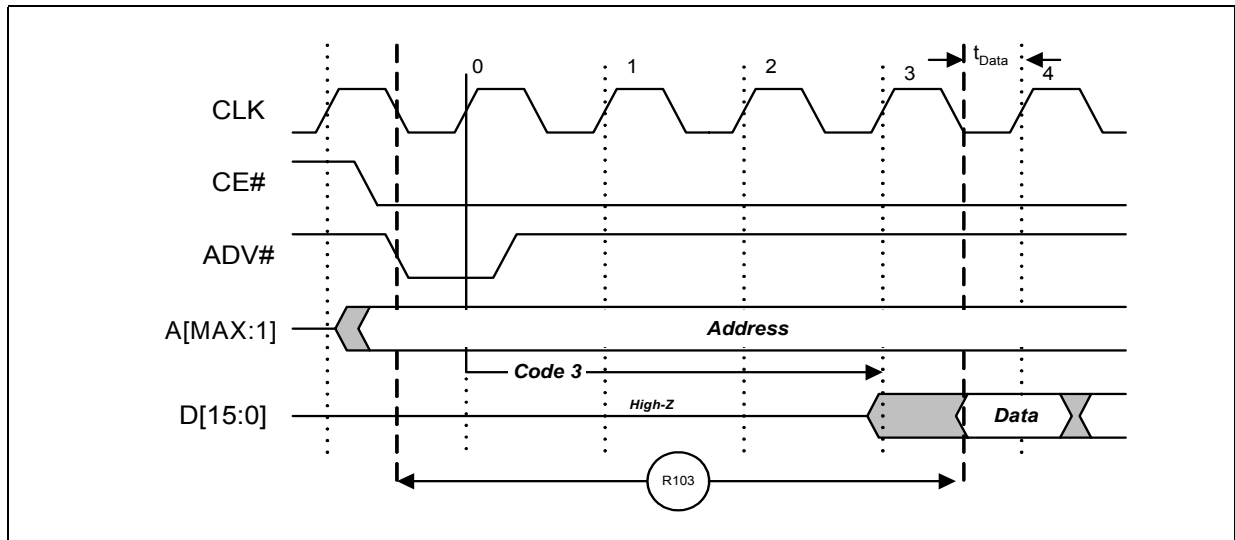 0 1 2 3 tData 4
CLK
CE#
ADV#
A[MAX:1] Address
Code 3
D[15:0] High-Z Data
R103